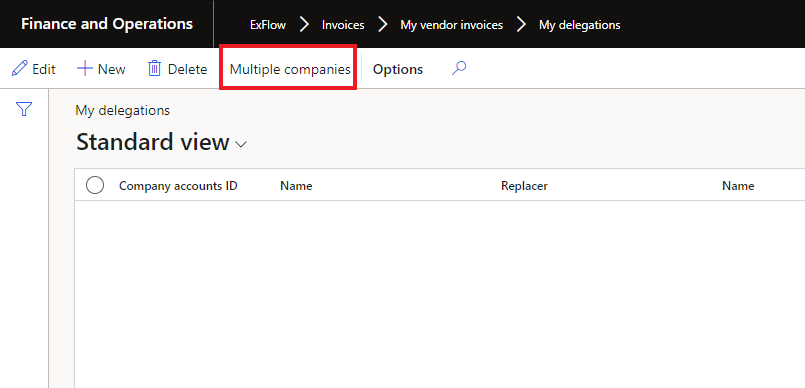 Finance and Operations ExFlow Invoices My vendor invoices My delegations
Edit New Delete Multiple companies Options
My delegations
Standard view
Company accounts ID Name Replacer Name